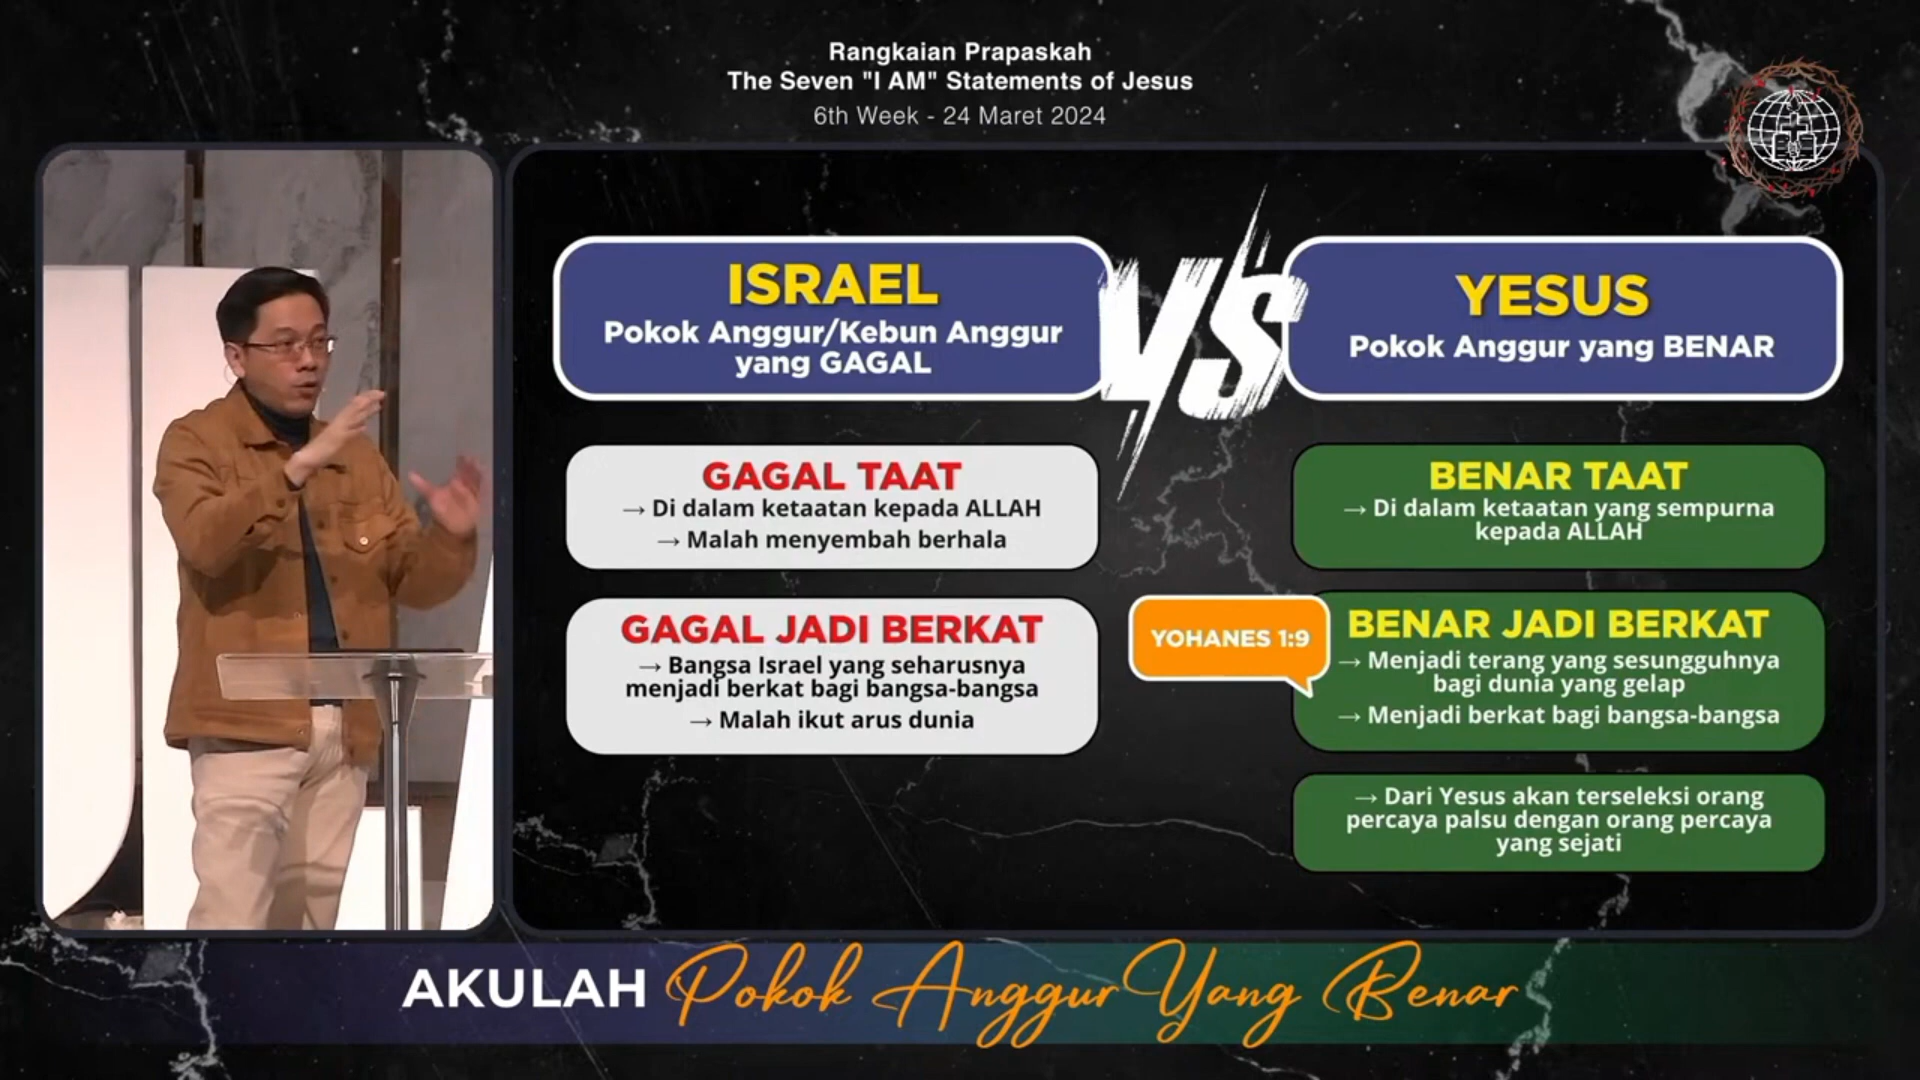 Rangkaian Prapaskah
The Seven "I AM" Statements of Jesus
6th Week - 24 Maret 2024
ISRAEL
Pokok Anggur/Kebun Anggur
yang GAGAL
VS
YESUS
Pokok Anggur yang BENAR
GAGAL TAAT
→ Di dalam ketaatan kepada ALLAH
→ Malah menyembah berhala
BENAR TAAT
→ Di dalam ketaatan yang sempurna
kepada ALLAH
GAGAL JADI BERKAT
→ Bangsa Israel yang seharusnya
menjadi berkat bagi bangsa-bangsa
→ Malah ikut arus dunia
YOHANES 1:9
BENAR JADI BERKAT
→ Menjadi terang yang sesungguhnya
bagi dunia yang gelap
→ Menjadi berkat bagi bangsa-bangsa
→ Dari Yesus akan terseleksi orang
percaya palsu dengan orang percaya
yang sejati
AKULAH Pokok Anggur Yang Benar